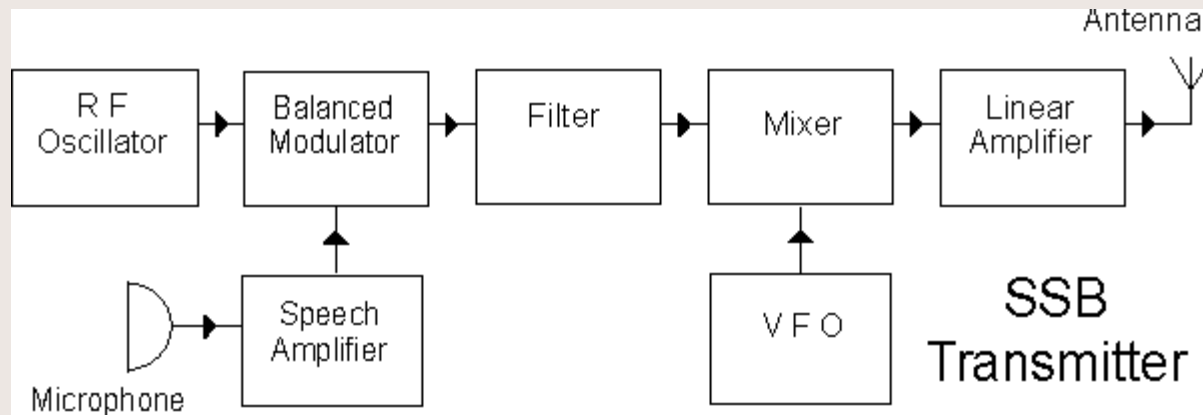 Antenna
R F
Oscillator
Balanced
Modulator
Filter
Mixer
Linear
Amplifier
Speech
Amplifier
V F O
SSB
Transmitter
Microphone